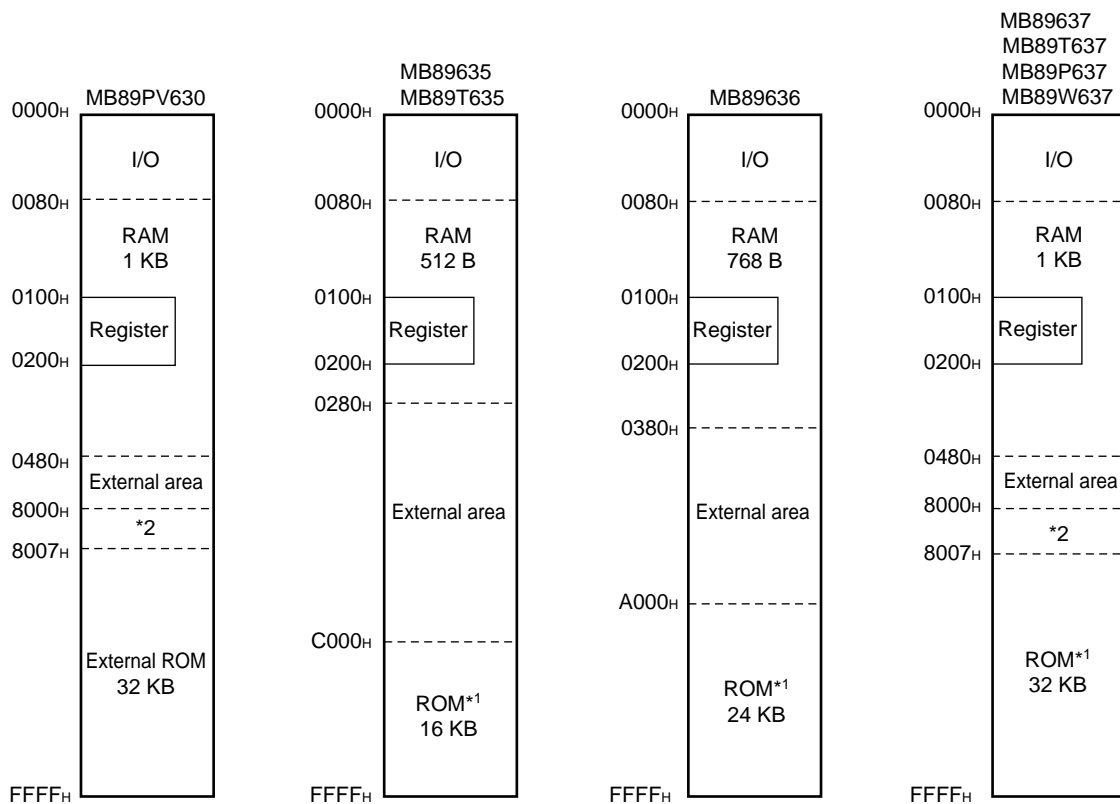 MB89PV630
0000H
I/O
0080H
RAM
1 KB
0100H
Register
0200H
0480H
External area
8000H
*2
8007H
External ROM
32 KB
FFFFH
MB89635
MB89T635
0000H
I/O
0080H
RAM
512 B
0100H
Register
0200H
0280H
External area
C000H
ROM*1
16 KB
FFFFH
MB89636
0000H
I/O
0080H
RAM
768 B
0100H
Register
0200H
0380H
External area
A000H
ROM*1
24 KB
FFFFH
MB89637
MB89T637
MB89P637
MB89W637
0000H
I/O
0080H
RAM
1 KB
0100H
Register
0200H
0480H
External area
8000H
*2
8007H
ROM*1
32 KB
FFFFH